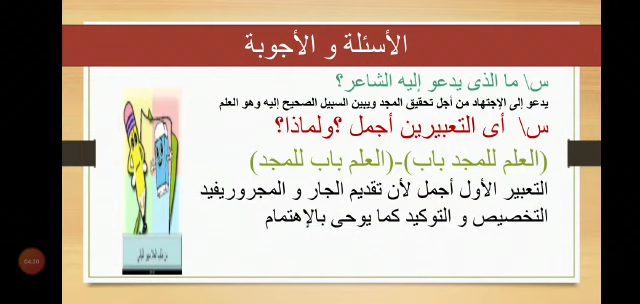 الأسئلة و الأجوبة
س\ ما الذى يدعو إليه الشاعر؟
يدعو إلى الإجتهاد من أجل تحقيق المجد ويبين السبيل الصحيح إليه وهو العلم
س\ أى التعبيرين أجمل ؟ولماذا؟
(العلم للمجد باب)-(العلم باب للمجد)
التعبير الأول أجمل لأن تقديم الجار و المجروريفيد
التخصيص و التوكيد كما يوحى بالإهتمام
04:20